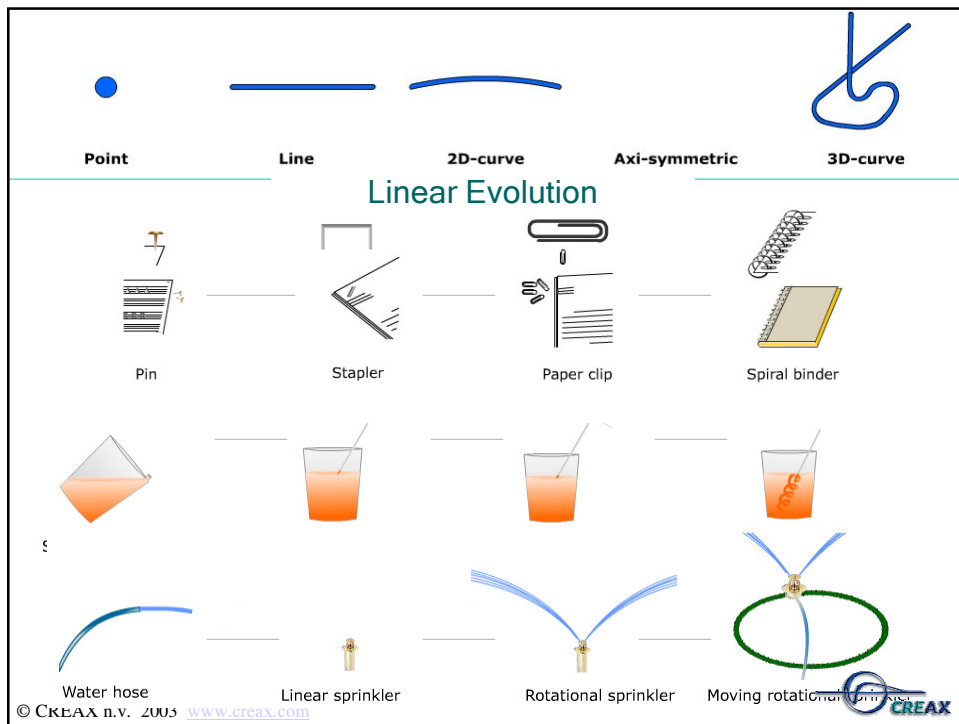 Point Line 2D-curve Axi-symmetric 3D-curve
Linear Evolution
Pin Stapler Paper clip Spiral binder
Water hose Linear sprinkler Rotational sprinkler Moving rotational sprinkler
© CREAX n.v. 2003 www.creax.com
CREAX